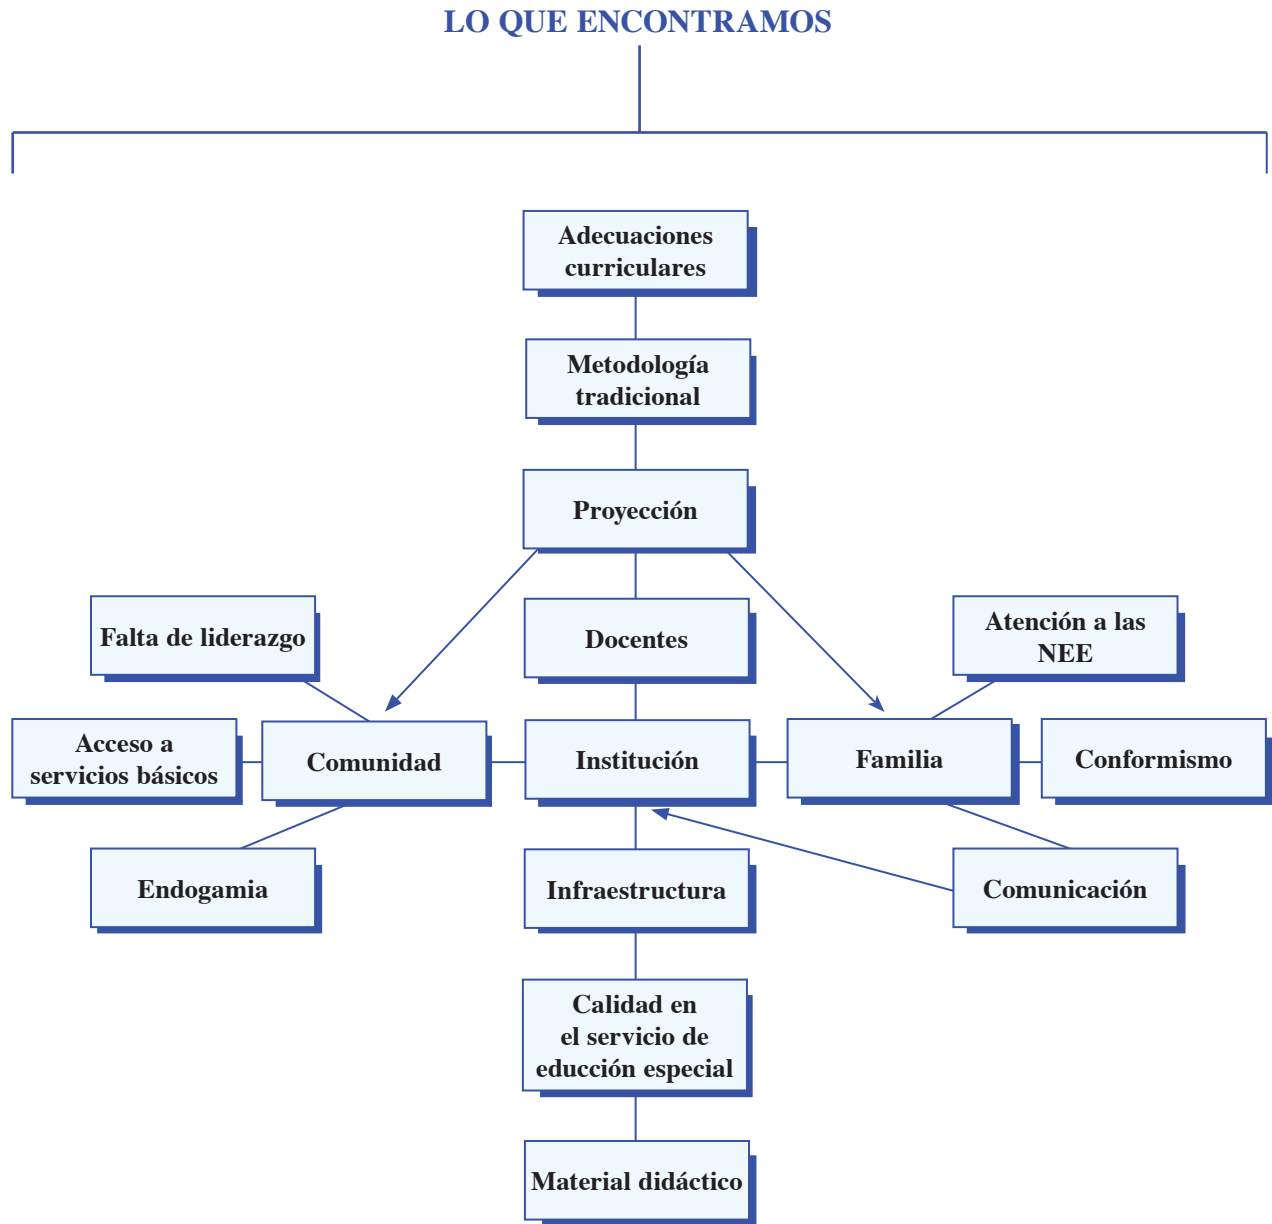 LO QUE ENCONTRAMOS
Adecuaciones
curriculares
Metodología
tradicional
Proyección
Falta de liderazgo
Docentes
Atención a las
NEE
Acceso a
servicios básicos
Comunidad
Institución
Familia
Conformismo
Endogamia
Infraestructura
Comunicación
Calidad en
el servicio de
educción especial
Material didáctico